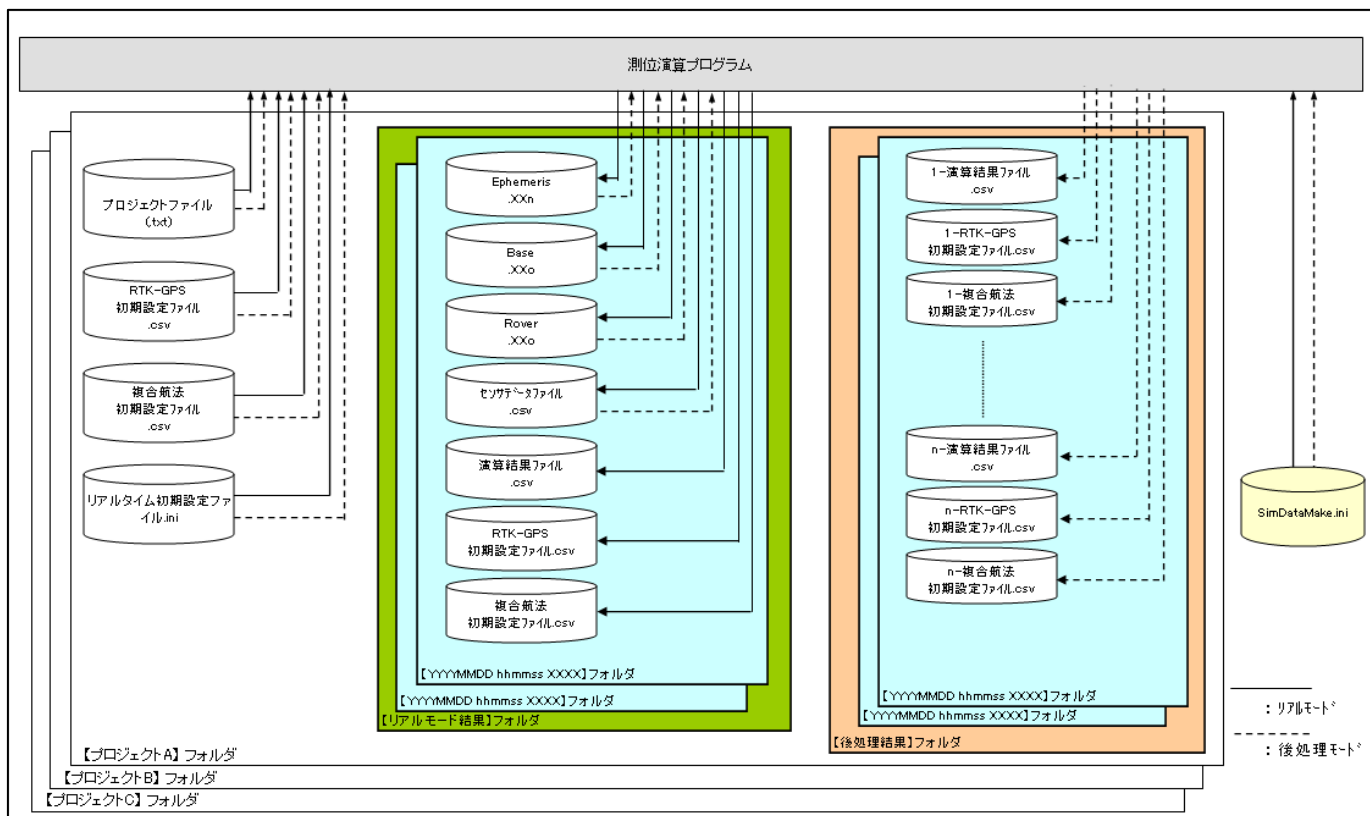 測位演算プログラム
プロジェクトファイル
(.txt)
RTK-GPS
初期設定ファイル
.csv
複合航法
初期設定ファイル
.csv
リアルタイム初期設定ファ
イル.ini
【プロジェクトA】フォルダ
【プロジェクトB】フォルダ
【プロジェクトC】フォルダ
Ephemeris
.XXn
Base
.XXo
Rover
.XXo
センサデータファイル
.csv
演算結果ファイル
.csv
RTK-GPS
初期設定ファイル.csv
複合航法
初期設定ファイル.csv
【YYYYMMDD hhmmss XXXX】フォルダ
【YYYYMMDD hhmmss XXXX】フォルダ
【リアルモード結果】フォルダ
1-演算結果ファイル
.csv
1-RTK-GPS
初期設定ファイル.csv
1-複合航法
初期設定ファイル.csv
n-演算結果ファイル
.csv
n-RTK-GPS
初期設定ファイル.csv
n-複合航法
初期設定ファイル.csv
【YYYYMMDD hhmmss XXXX】フォルダ
【YYYYMMDD hhmmss XXXX】フォルダ
【後処理結果】フォルダ
SimDataMake.ini
：リアルモード
：後処理モード